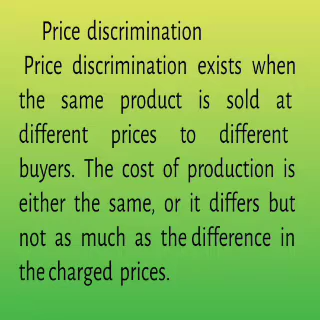 Price discrimination
Price discrimination exists when
the same product is sold at
different prices to different
buyers. The cost of production is
either the same, or it differs but
not as much as the difference in
the charged prices.